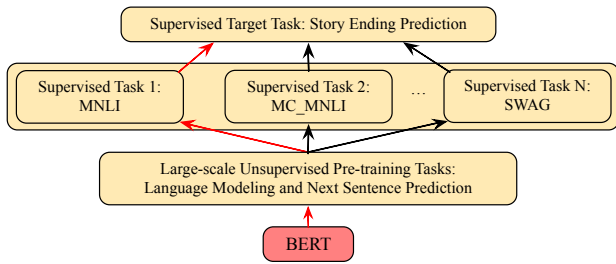 Supervised Target Task: Story Ending Prediction
Supervised Task 1:
MNLI
Supervised Task 2:
MC_MNLI
...
Supervised Task N:
SWAG
Large-scale Unsupervised Pre-training Tasks:
Language Modeling and Next Sentence Prediction
BERT